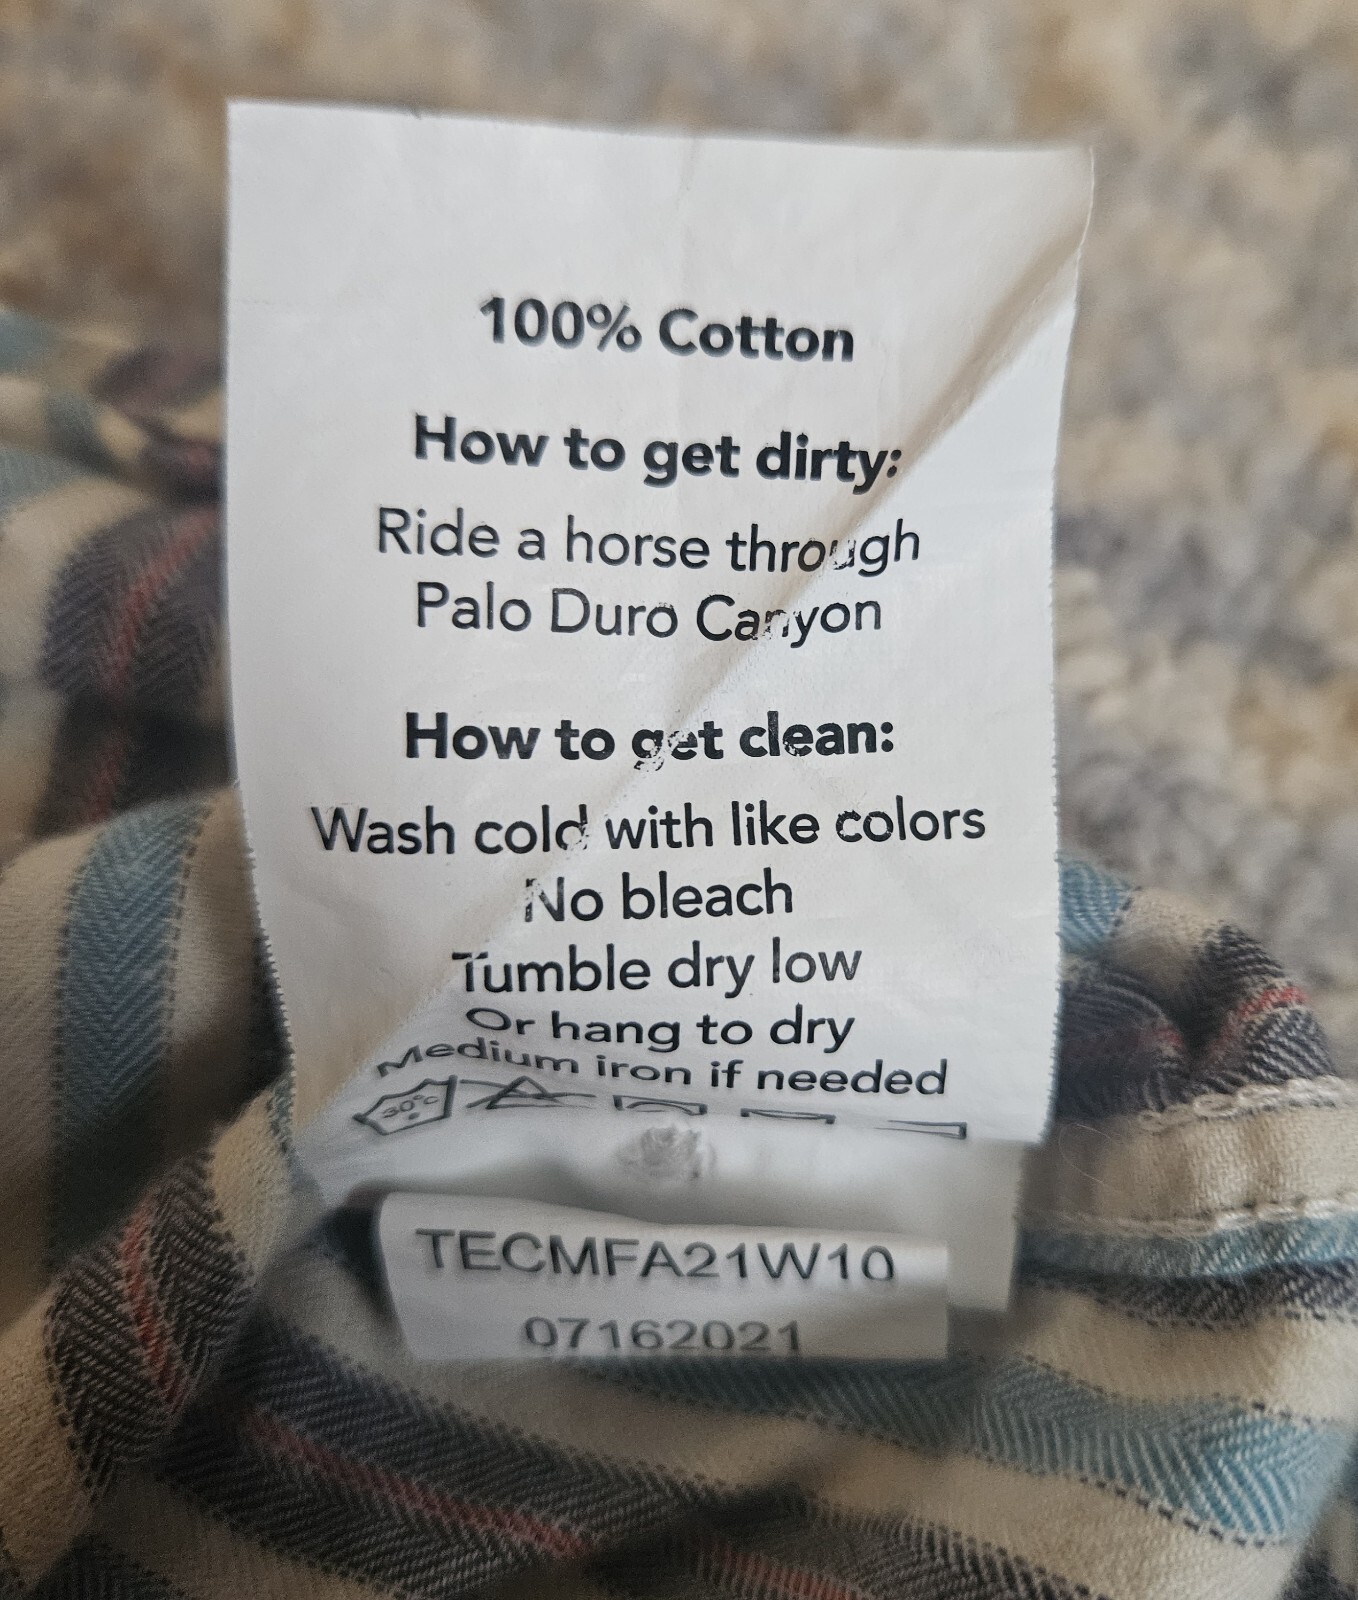 100% Cotton
How to get dirty:
Ride a horse through
Palo Duro Canyon
How to get clean:
Wash cold with like colors
No bleach
Tumble dry low
Or hang to dry
Medium iron if needed
30°C
TECMFA21W10
07162021